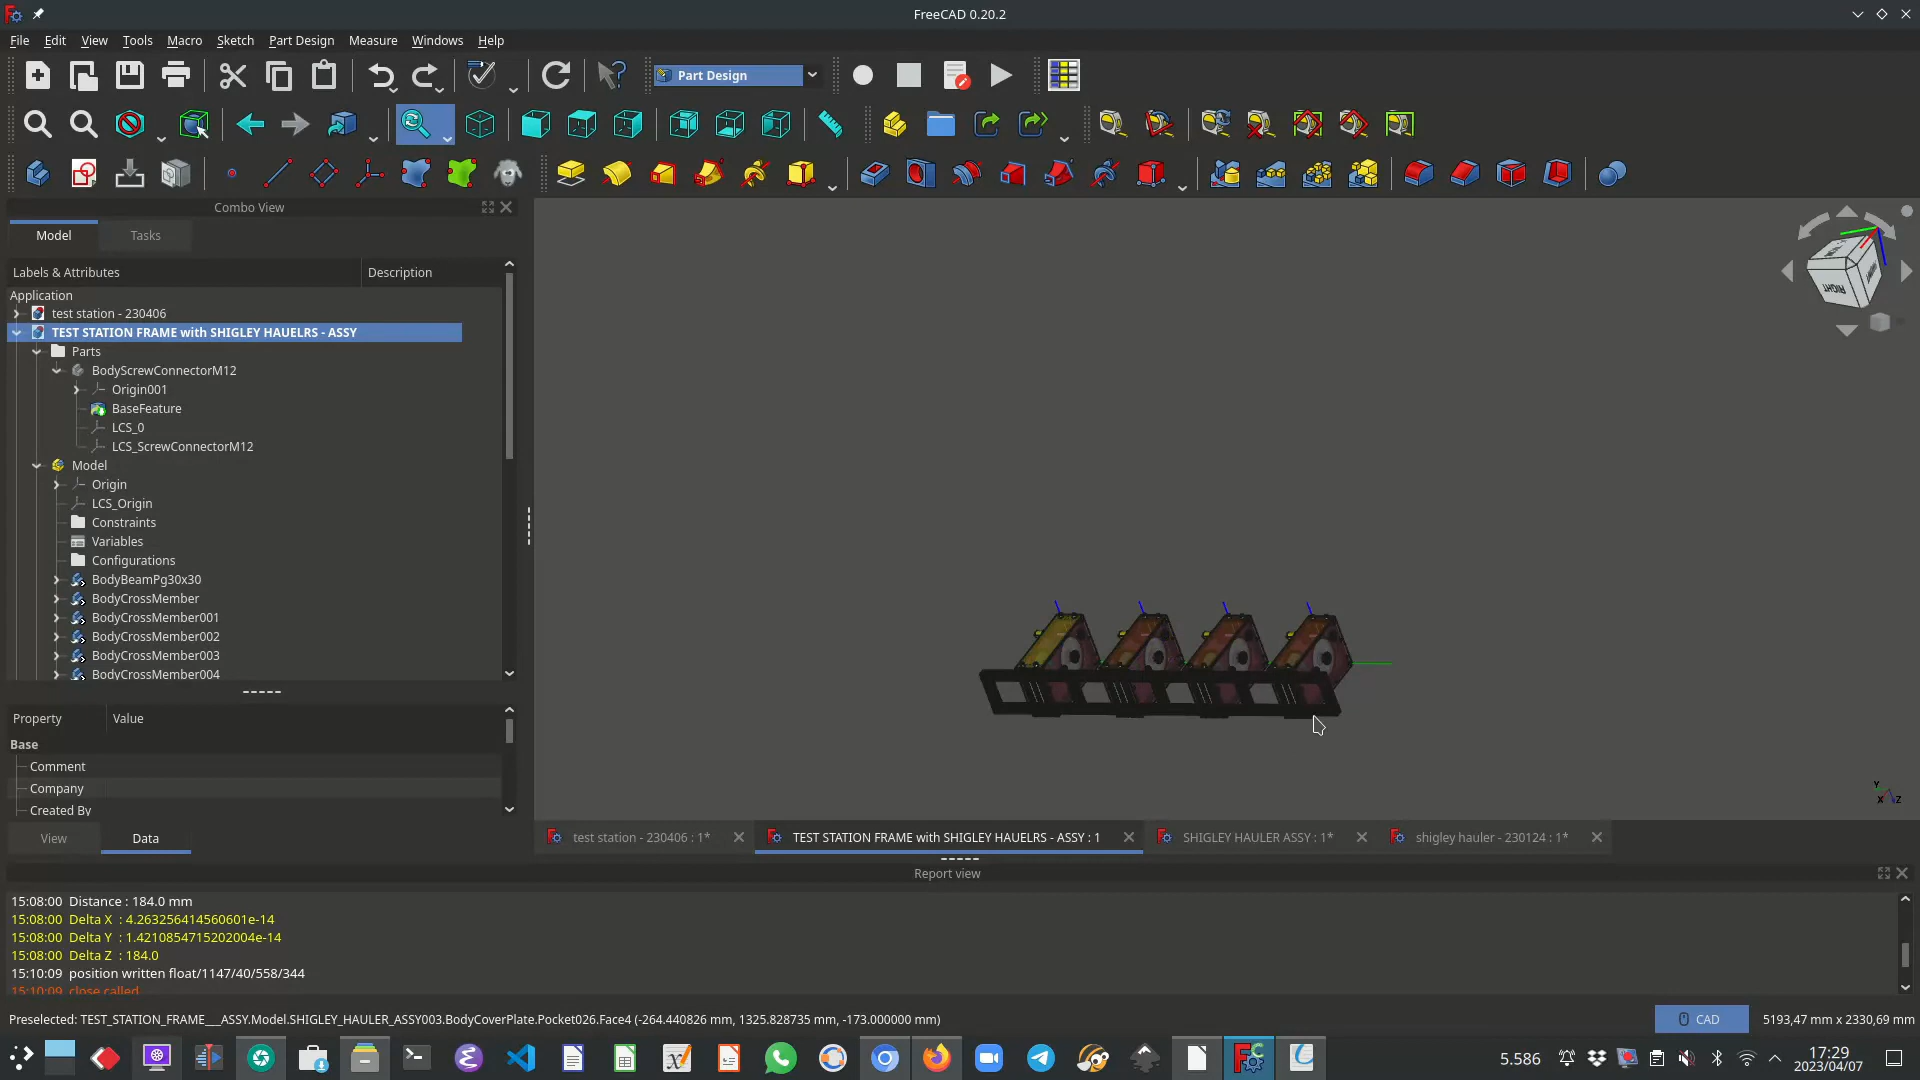 FreeCAD 0.20.2
File Edit View Tools Macro Sketch Part Design Measure Windows Help
Part Design
Combo View
Model Tasks
Labels & Attributes Description
Application
test station - 230406
TEST STATION FRAME with SHIGLEY HAUELRS - ASSY
Parts
BodyScrewConnectorM12
Origin001
BaseFeature
LCS_0
LCS_ScrewConnectorM12
Model
Origin
LCS_Origin
Constraints
Variables
Configurations
BodyBeamPg30x30
BodyCrossMember
BodyCrossMember001
BodyCrossMember002
BodyCrossMember003
BodyCrossMember004
Property Value
Base
Comment
Company
Created By
View Data
RIGHT
Y
X Z
test station - 230406 : 1*
TEST STATION FRAME with SHIGLEY HAUELRS - ASSY : 1
SHIGLEY HAULER ASSY : 1*
shigley hauler - 230124 : 1*
Report view
15:08:00 Distance : 184.0 mm
15:08:00 Delta X : 4.263256414560601e-14
15:08:00 Delta Y : 1.4210854715202004e-14
15:08:00 Delta Z : 184.0
15:10:09 position written float/1147/40/558/344
15:10:09 close called
Preselected: TEST_STATION_FRAME___ASSY.Model.SHIGLEY_HAULER_ASSY003.BodyCoverPlate.Pocket026.Face4 (-264.440826 mm, 1325.828735 mm, -173.000000 mm)
CAD
5193,47 mm x 2330,69 mm
5.586
17:29
2023/04/07